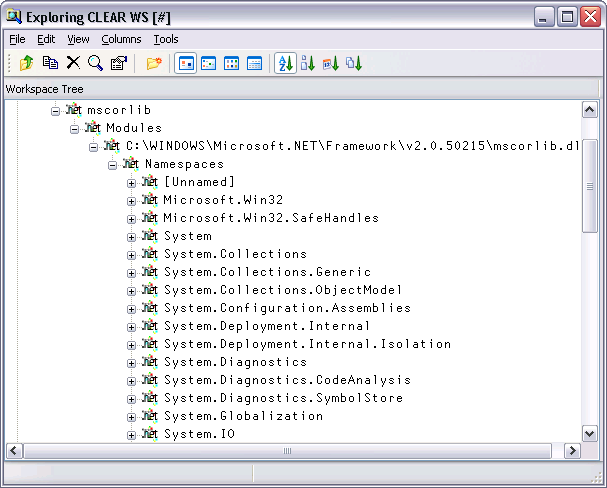 Exploring CLEAR WS [#]
File Edit View Columns Tools
Workspace Tree
.net mscorlib
.net Modules
.net C:\WINDOWS\Microsoft.NET\Framework\v2.0.50215\mscorlib.dl
.net Namespaces
.net [Unnamed]
.net Microsoft.Win32
.net Microsoft.Win32.SafeHandles
.net System
.net System.Collections
.net System.Collections.Generic
.net System.Collections.ObjectModel
.net System.Configuration.Assemblies
.net System.Deployment.Internal
.net System.Deployment.Internal.Isolation
.net System.Diagnostics
.net System.Diagnostics.CodeAnalysis
.net System.Diagnostics.SymbolStore
.net System.Globalization
.net System.IO